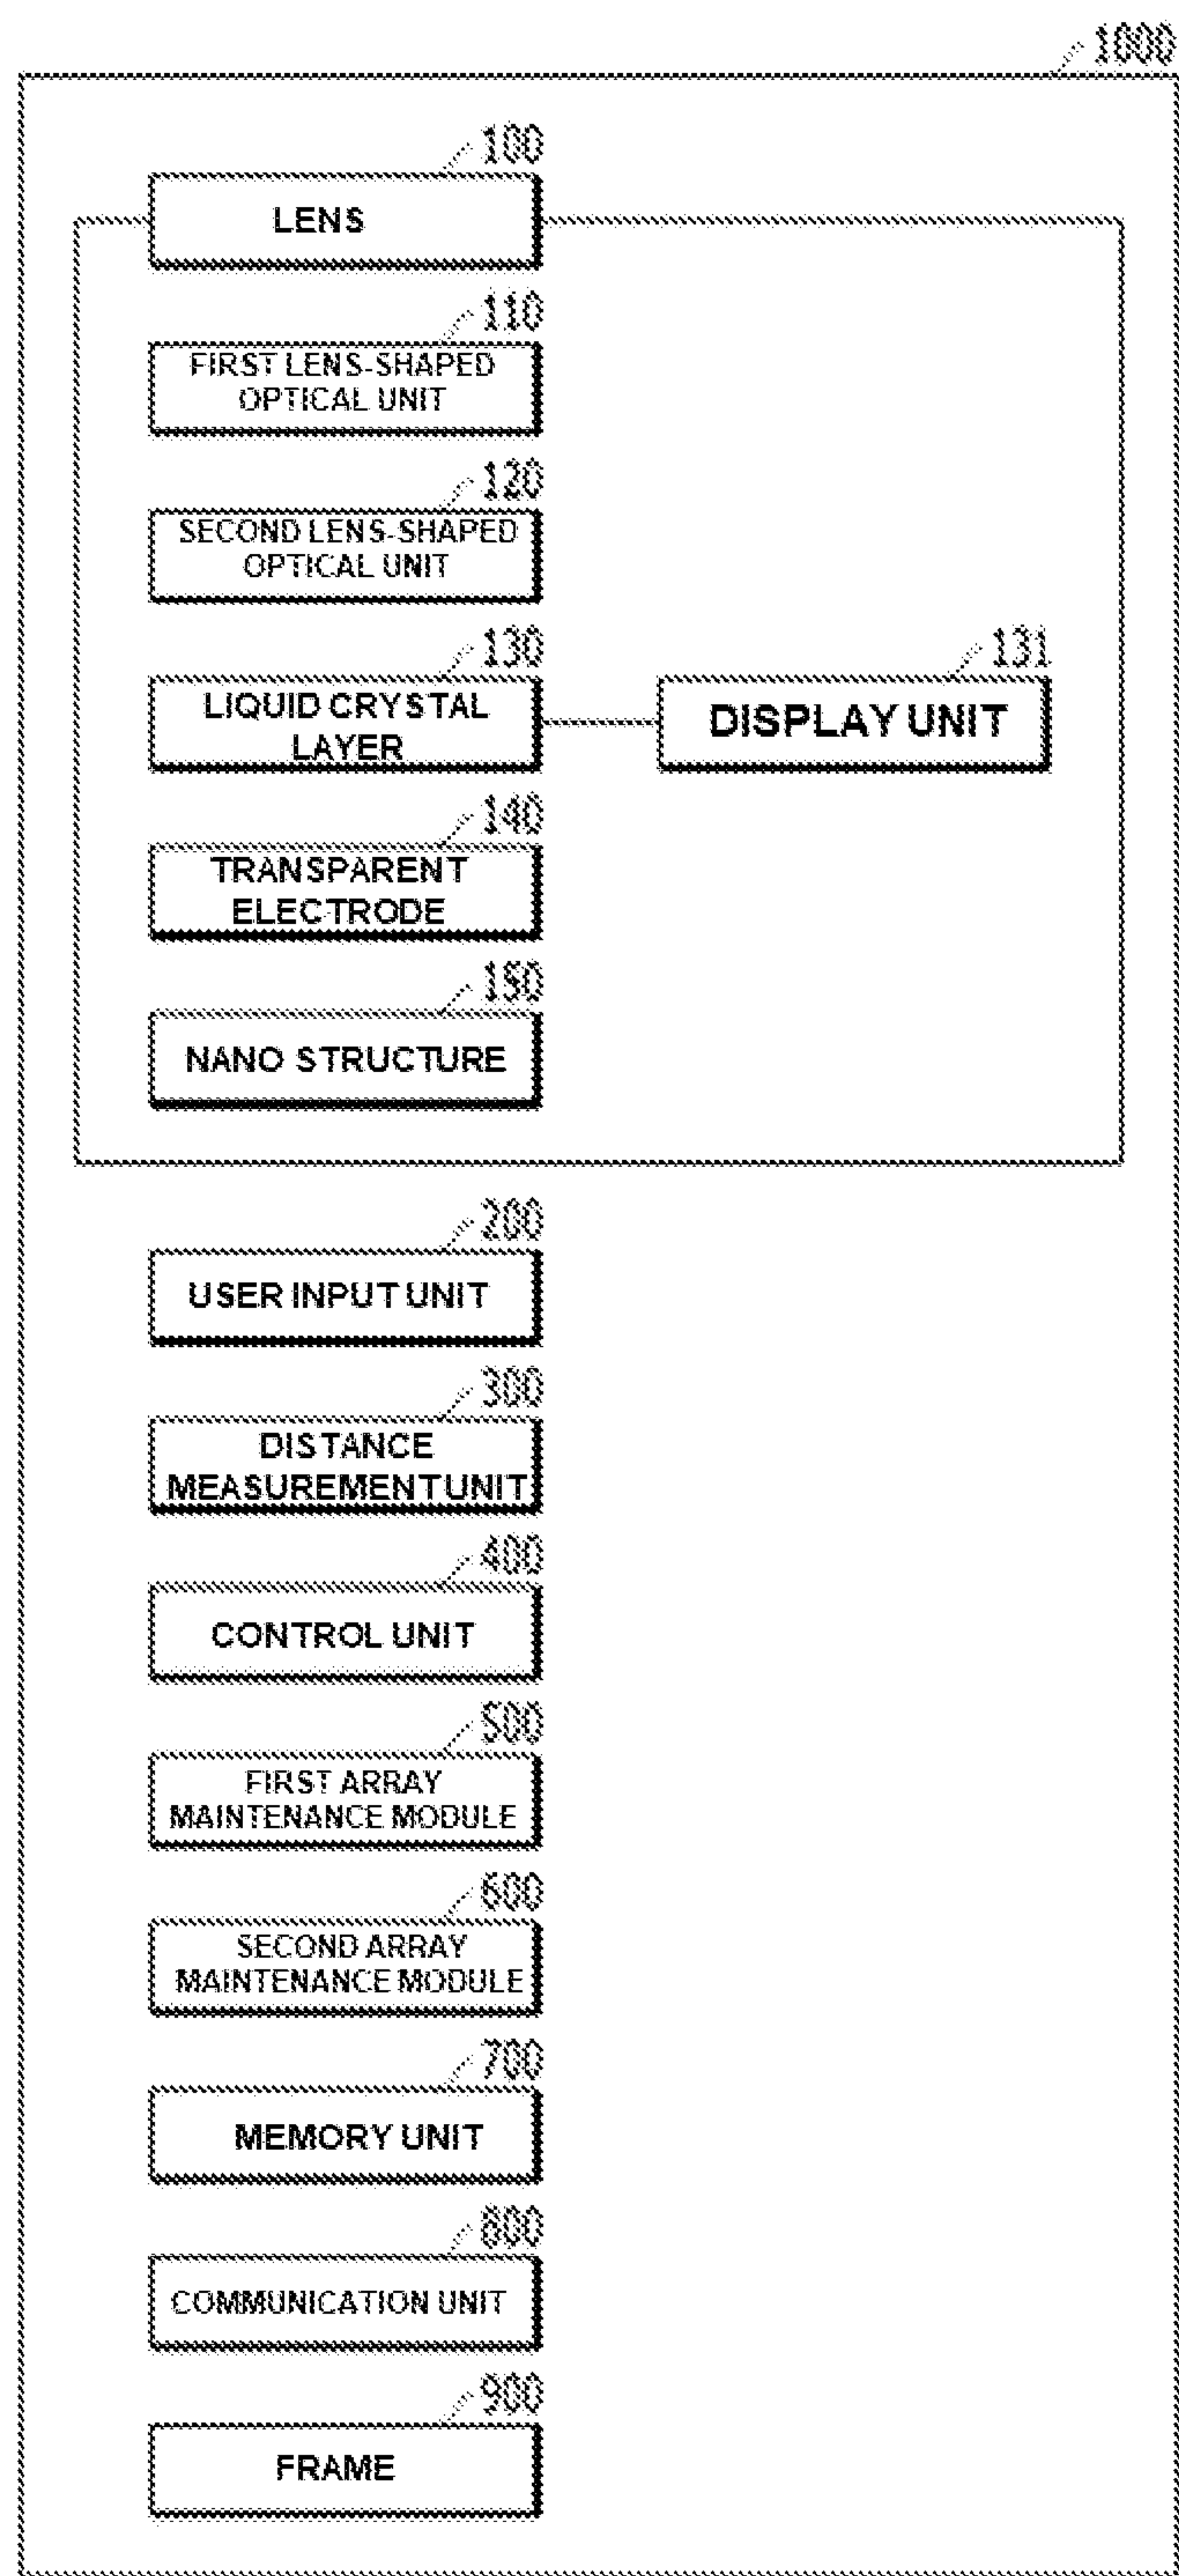 1000
100
LENS
110
FIRST LENS-SHAPED
OPTICAL UNIT
120
SECOND LENS-SHAPED
OPTICAL UNIT
130
LIQUID CRYSTAL
LAYER
131
DISPLAY UNIT
140
TRANSPARENT
ELECTRODE
150
NANO STRUCTURE
200
USER INPUT UNIT
300
DISTANCE
MEASUREMENT UNIT
400
CONTROL UNIT
500
FIRST ARRAY
MAINTENANCE MODULE
600
SECOND ARRAY
MAINTENANCE MODULE
700
MEMORY UNIT
800
COMMUNICATION UNIT
900
FRAME